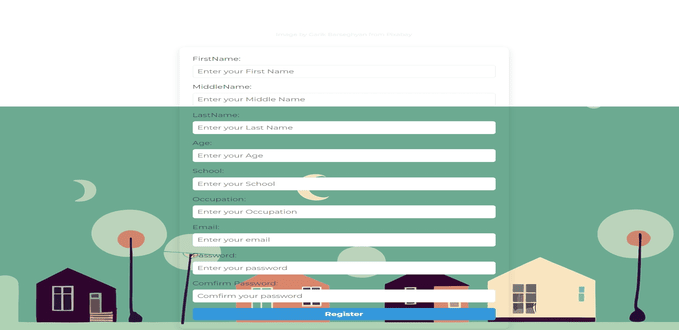 FirstName:
Enter your First Name
MiddleName:
Enter your Middle Name
LastName:
Enter your Last Name
Age:
Enter your Age
School:
Enter your School
Occupation:
Enter your Occupation
Email:
Enter your email
Password:
Enter your password
Comfirm Password:
Comfirm your password
Register